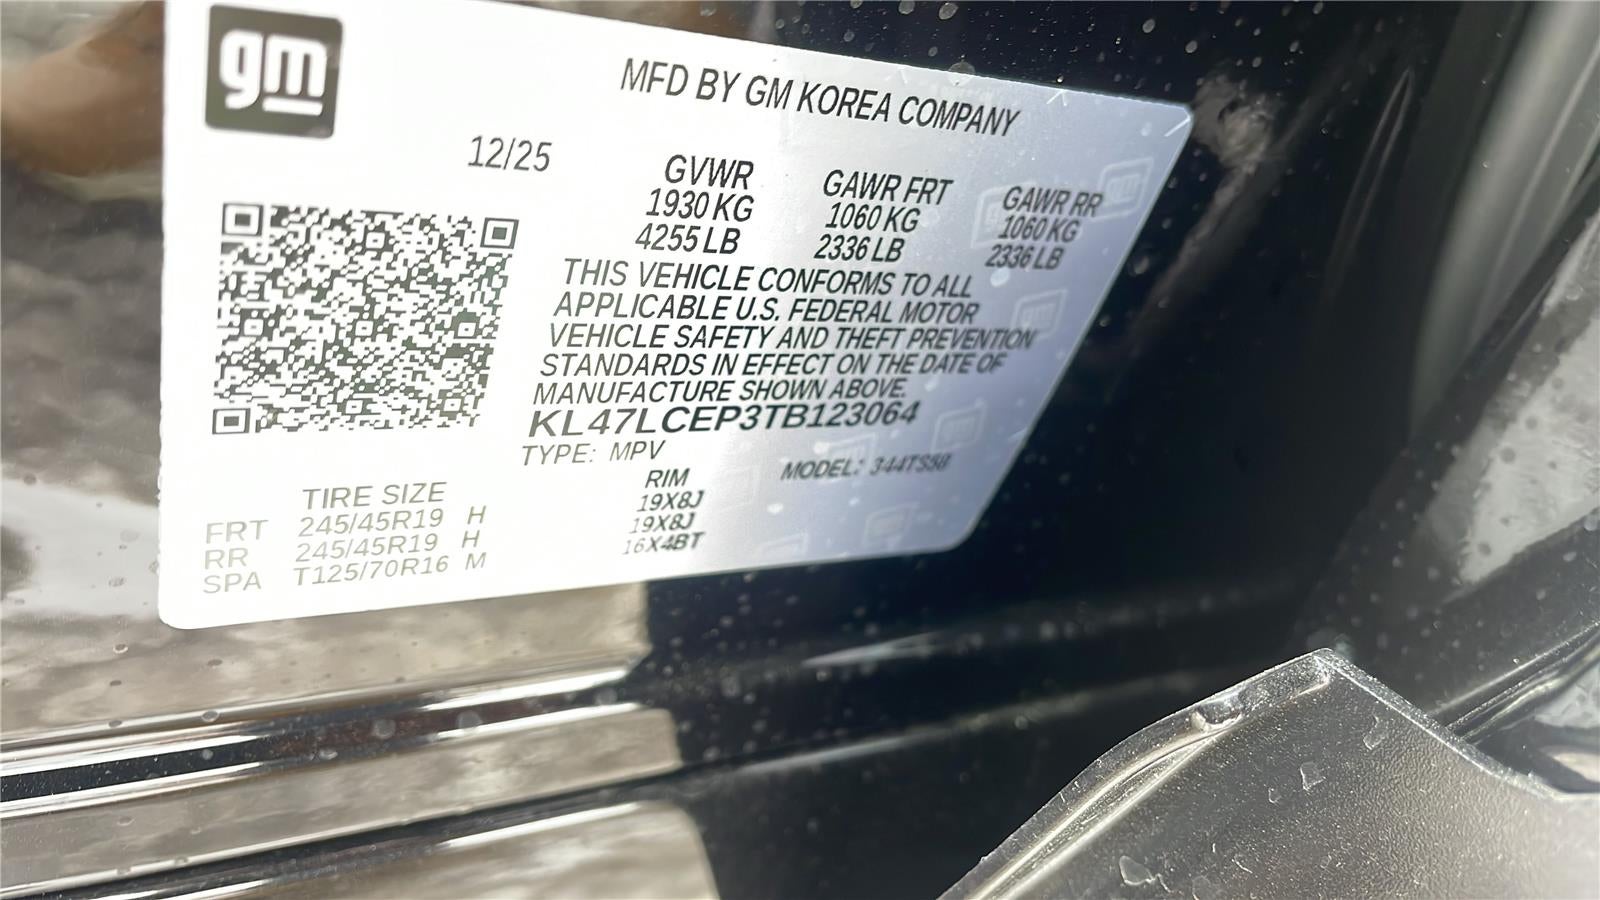 gm
MFD BY GM KOREA COMPANY
12/25
GVWR GAWR FRT GAWR RR
1930 KG 1060 KG 1060 KG
4255 LB 2336 LB 2336 LB
THIS VEHICLE CONFORMS TO ALL
APPLICABLE U.S. FEDERAL MOTOR
VEHICLE SAFETY AND THEFT PREVENTION
STANDARDS IN EFFECT ON THE DATE OF
MANUFACTURE SHOWN ABOVE.
KL47LCEP3TB123064
TYPE: MPV MODEL: 344TS58
TIRE SIZE RIM
FRT 245/45R19 H 19X8J
RR 245/45R19 H 19X8J
SPA T125/70R16 M 16X4BT